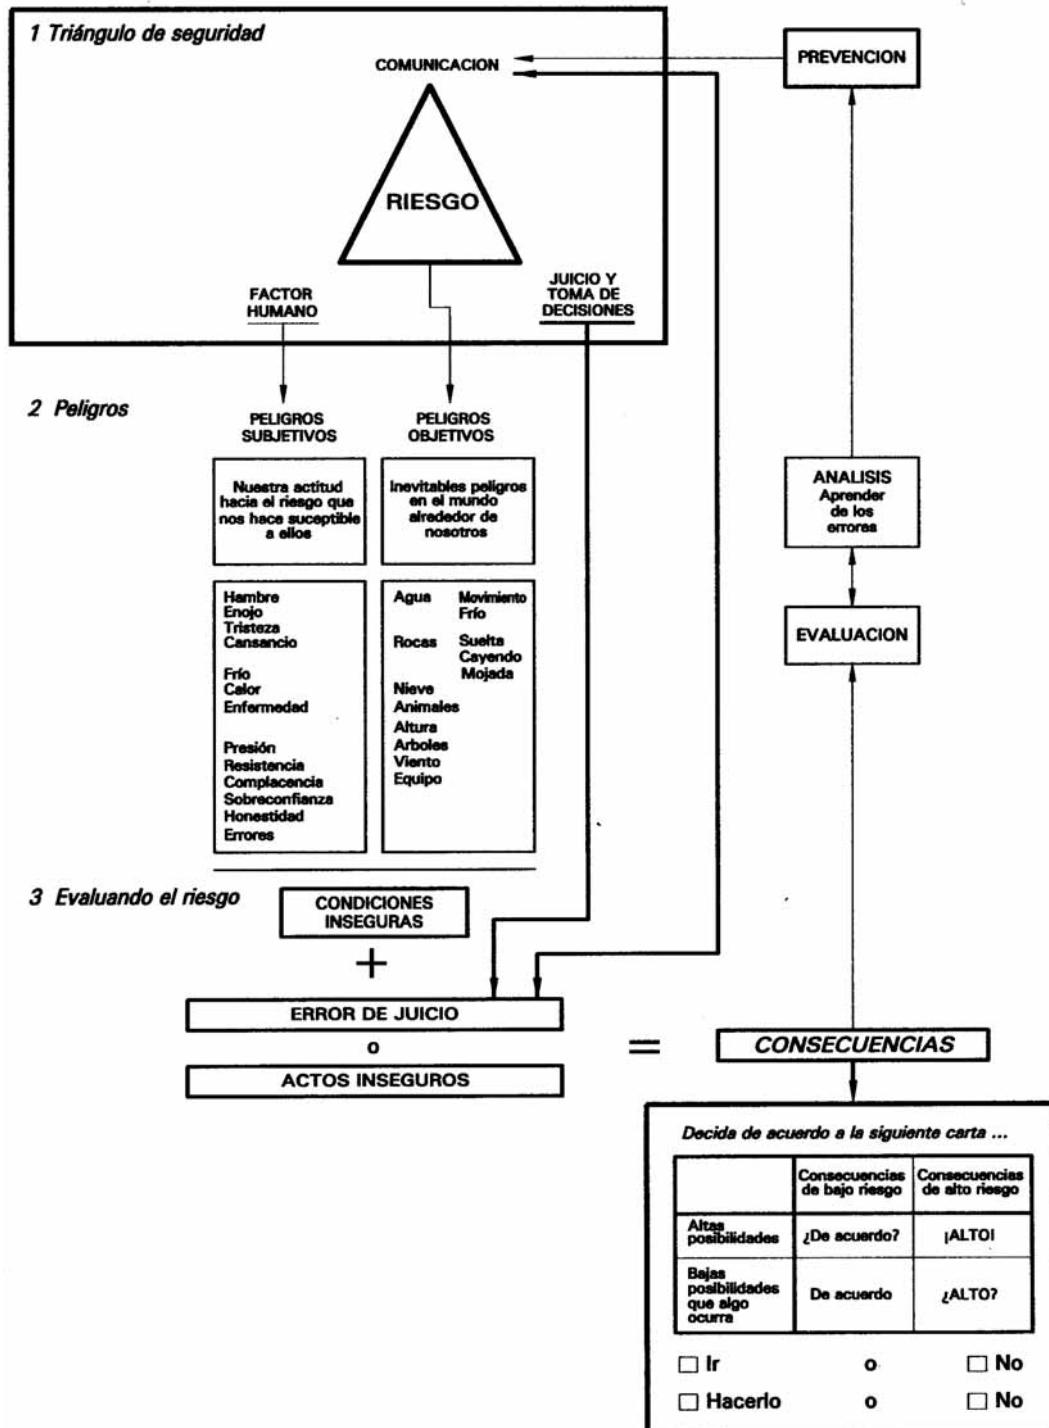 1 Triángulo de seguridad
COMUNICACION
PREVENCION
RIESGO
FACTOR
HUMANO
JUICIO Y
TOMA DE
DECISIONES
2 Peligros
PELIGROS
SUBJETIVOS
PELIGROS
OBJETIVOS
Nuestra actitud
hacia el riesgo que
nos hace suceptible
a ellos
Inevitables peligros
en el mundo
alrededor de
nosotros
ANALISIS
Aprender
de los
errores
EVALUACION
Hambre
Enojo
Tristeza
Cansancio
Frío
Calor
Enfermedad
Presión
Resistencia
Complacencia
Sobreconfianza
Honestidad
Errores
Agua Movimiento
Frío
Rocas Suelta
Cayendo
Mojada
Nieve
Animales
Altura
Arboles
Viento
Equipo
3 Evaluando el riesgo
CONDICIONES
INSEGURAS
+
ERROR DE JUICIO
o
ACTOS INSEGUROS
=
CONSECUENCIAS
Decida de acuerdo a la siguiente carta ...
Consecuencias
de bajo riesgo
Consecuencias
de alto riesgo
Altas
posibilidades
¿De acuerdo?
¡ALTO!
Bajas
posibilidades
que algo
ocurra
De acuerdo
¿ALTO?
Ir o No
Hacerlo o No